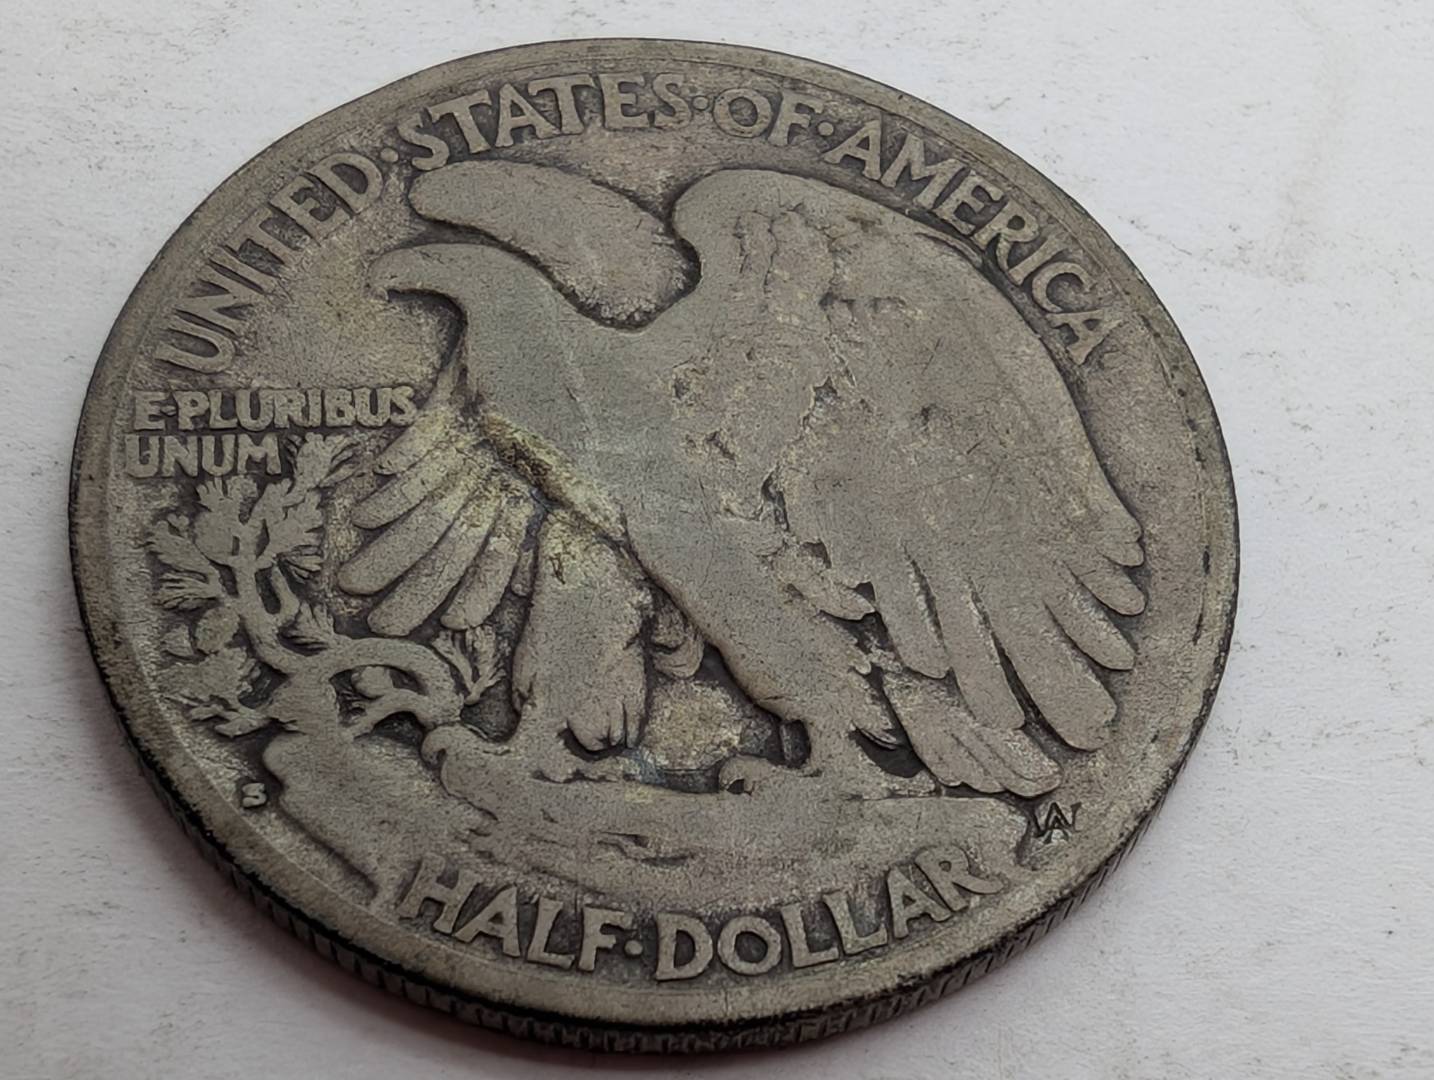 UNITED·STATES·OF·AMERICA
E·PLURIBUS
UNUM
S
AW
HALF·DOLLAR